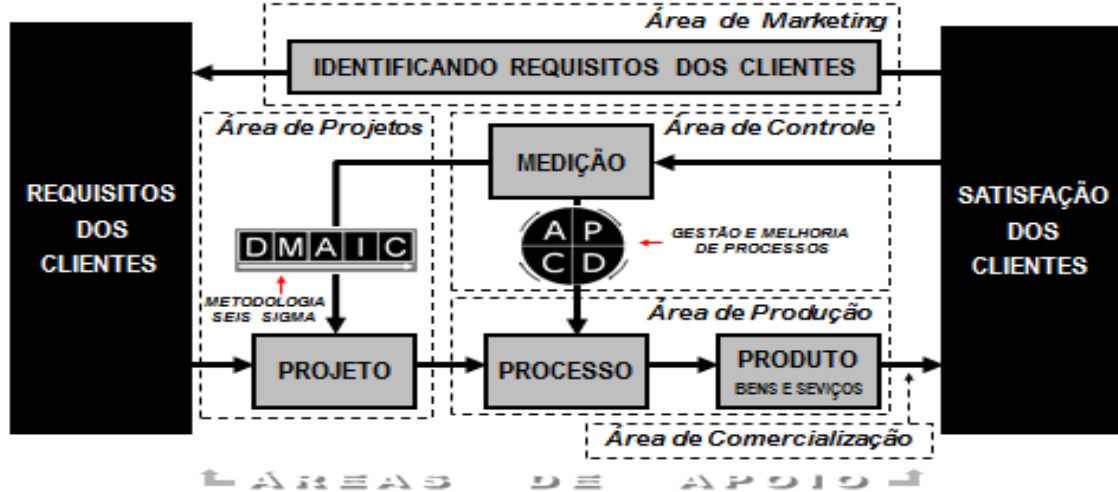 Área de Marketing
IDENTIFICANDO REQUISITOS DOS CLIENTES
REQUISITOS
DOS
CLIENTES
Área de Projetos
DMAIC
METODOLOGIA
SEIS SIGMA
PROJETO
Área de Controle
MEDIÇÃO
A P
C D
GESTÃO E MELHORIA
DE PROCESSOS
Área de Produção
PROCESSO
PRODUTO
BENS E SEVIÇOS
Área de Comercialização
SATISFAÇÃO
DOS
CLIENTES
ÁREAS DE APOIO